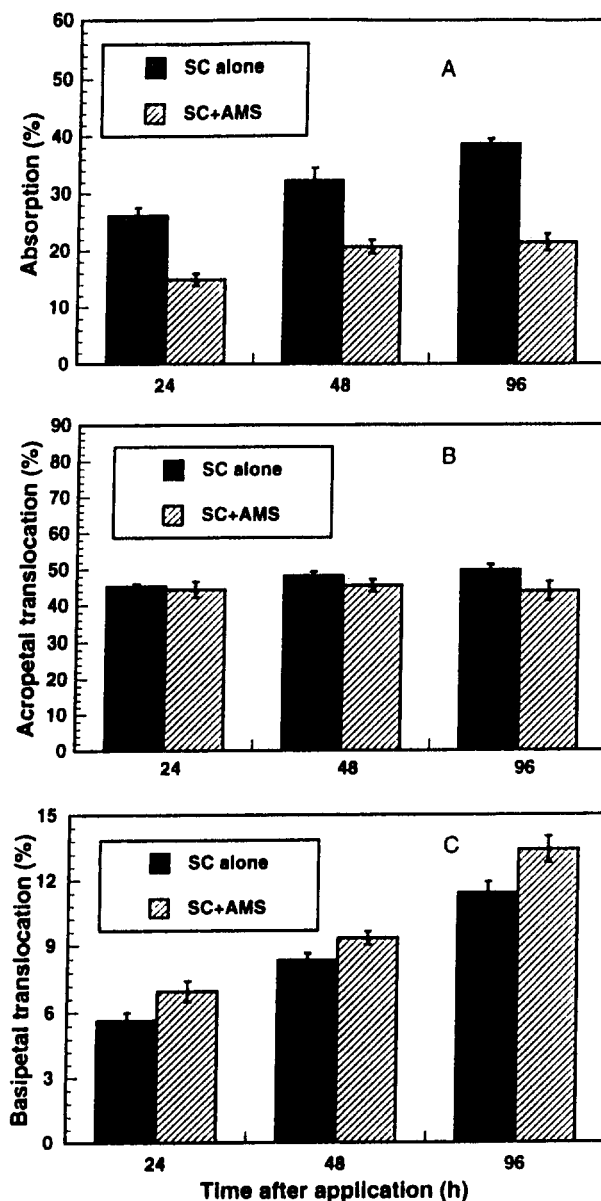 60
50
40
30
20
10
0
Absorption (%)
SC alone
SC+AMS
A
24
48
96
90
80
70
60
50
40
30
20
10
0
Acropetal translocation (%)
SC alone
SC+AMS
B
24
48
96
15
12
9
6
3
0
Basipetal translocation (%)
SC alone
SC+AMS
C
24
48
96
Time after application (h)